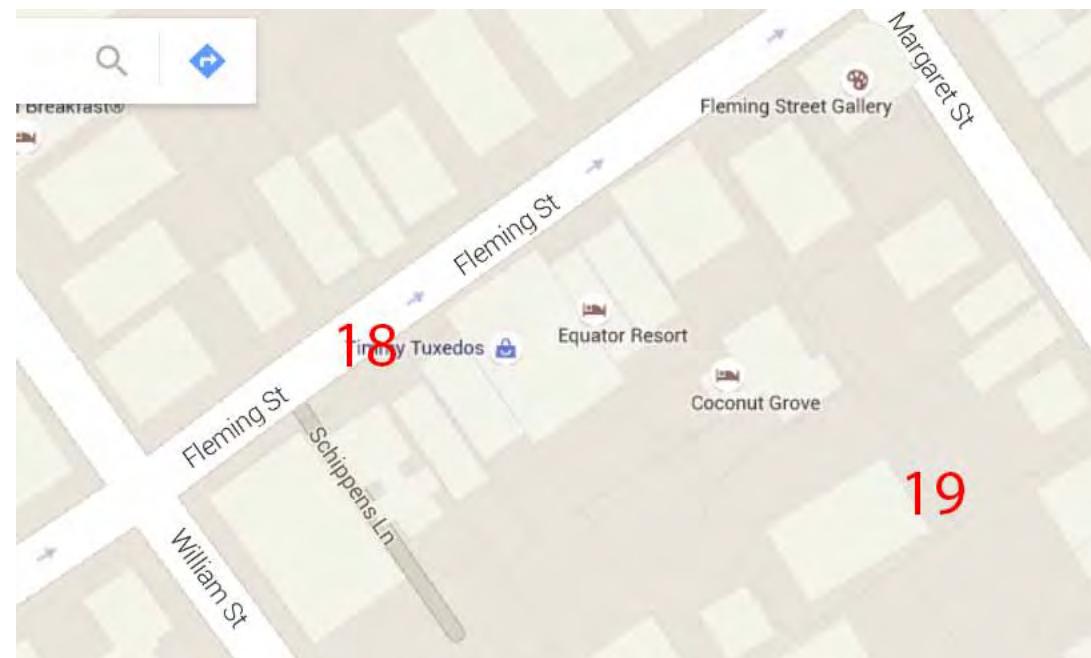 Breakfast®
Margaret St
Fleming Street Gallery
Fleming St
18
Timmy Tuxedos
Equator Resort
Coconut Grove
Fleming St
Schippens Ln
19
William St